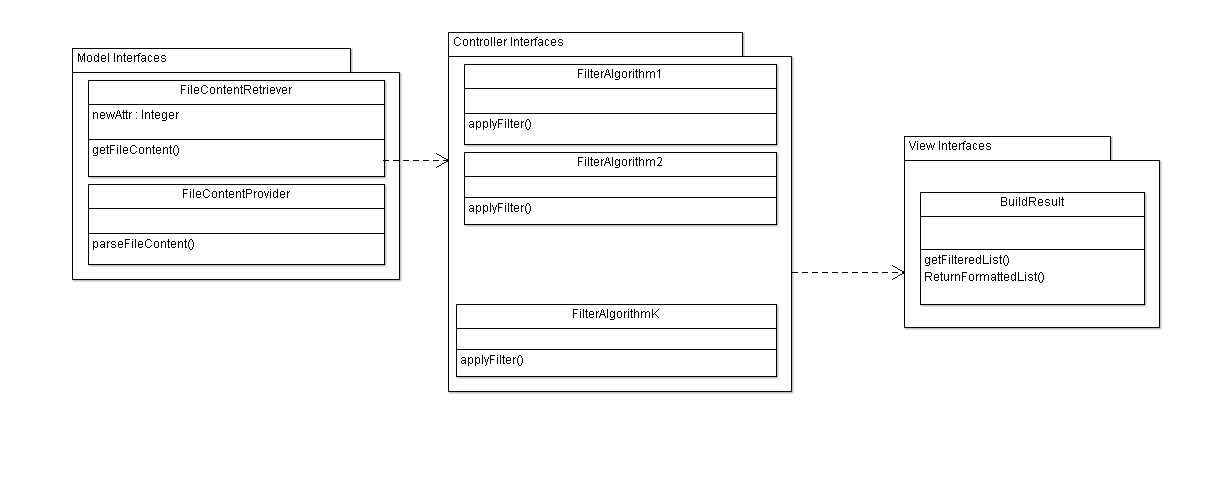 Model Interfaces
FileContentRetriever
newAttr : Integer
getFileContent()
FileContentProvider
parseFileContent()
Controller Interfaces
FilterAlgorithm1
applyFilter()
FilterAlgorithm2
applyFilter()
FilterAlgorithmK
applyFilter()
View Interfaces
BuildResult
getFilteredList()
ReturnFormattedList()